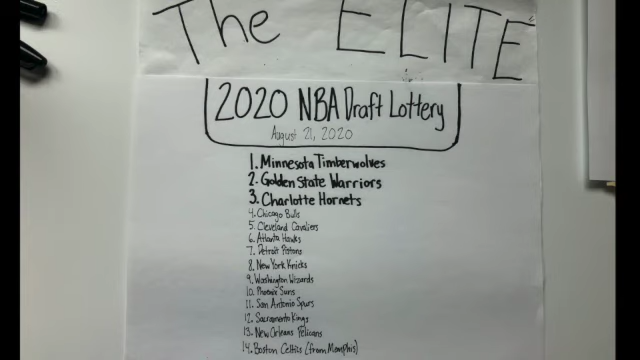 The ELITE
2020 NBA Draft Lottery
August 21, 2020
1. Minnesota Timberwolves
2. Golden State Warriors
3. Charlotte Hornets
4. Chicago Bulls
5. Cleveland Cavaliers
6. Atlanta Hawks
7. Detroit Pistons
8. New York Knicks
9. Washington Wizards
10. Phoenix Suns
11. San Antonio Spurs
12. Sacramento Kings
13. New Orleans Pelicans
14. Boston Celtics (from Memphis)